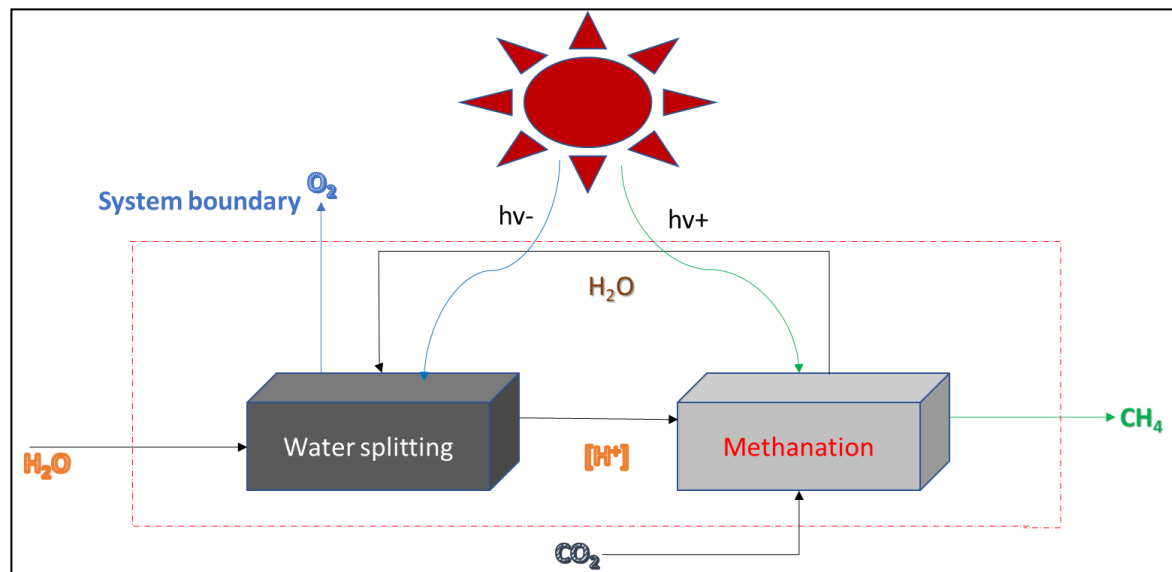 O₂
System boundary
hv-
hv+
H₂O
Water splitting
Methanation
H₂O
[H⁺]
CH₄
CO₂